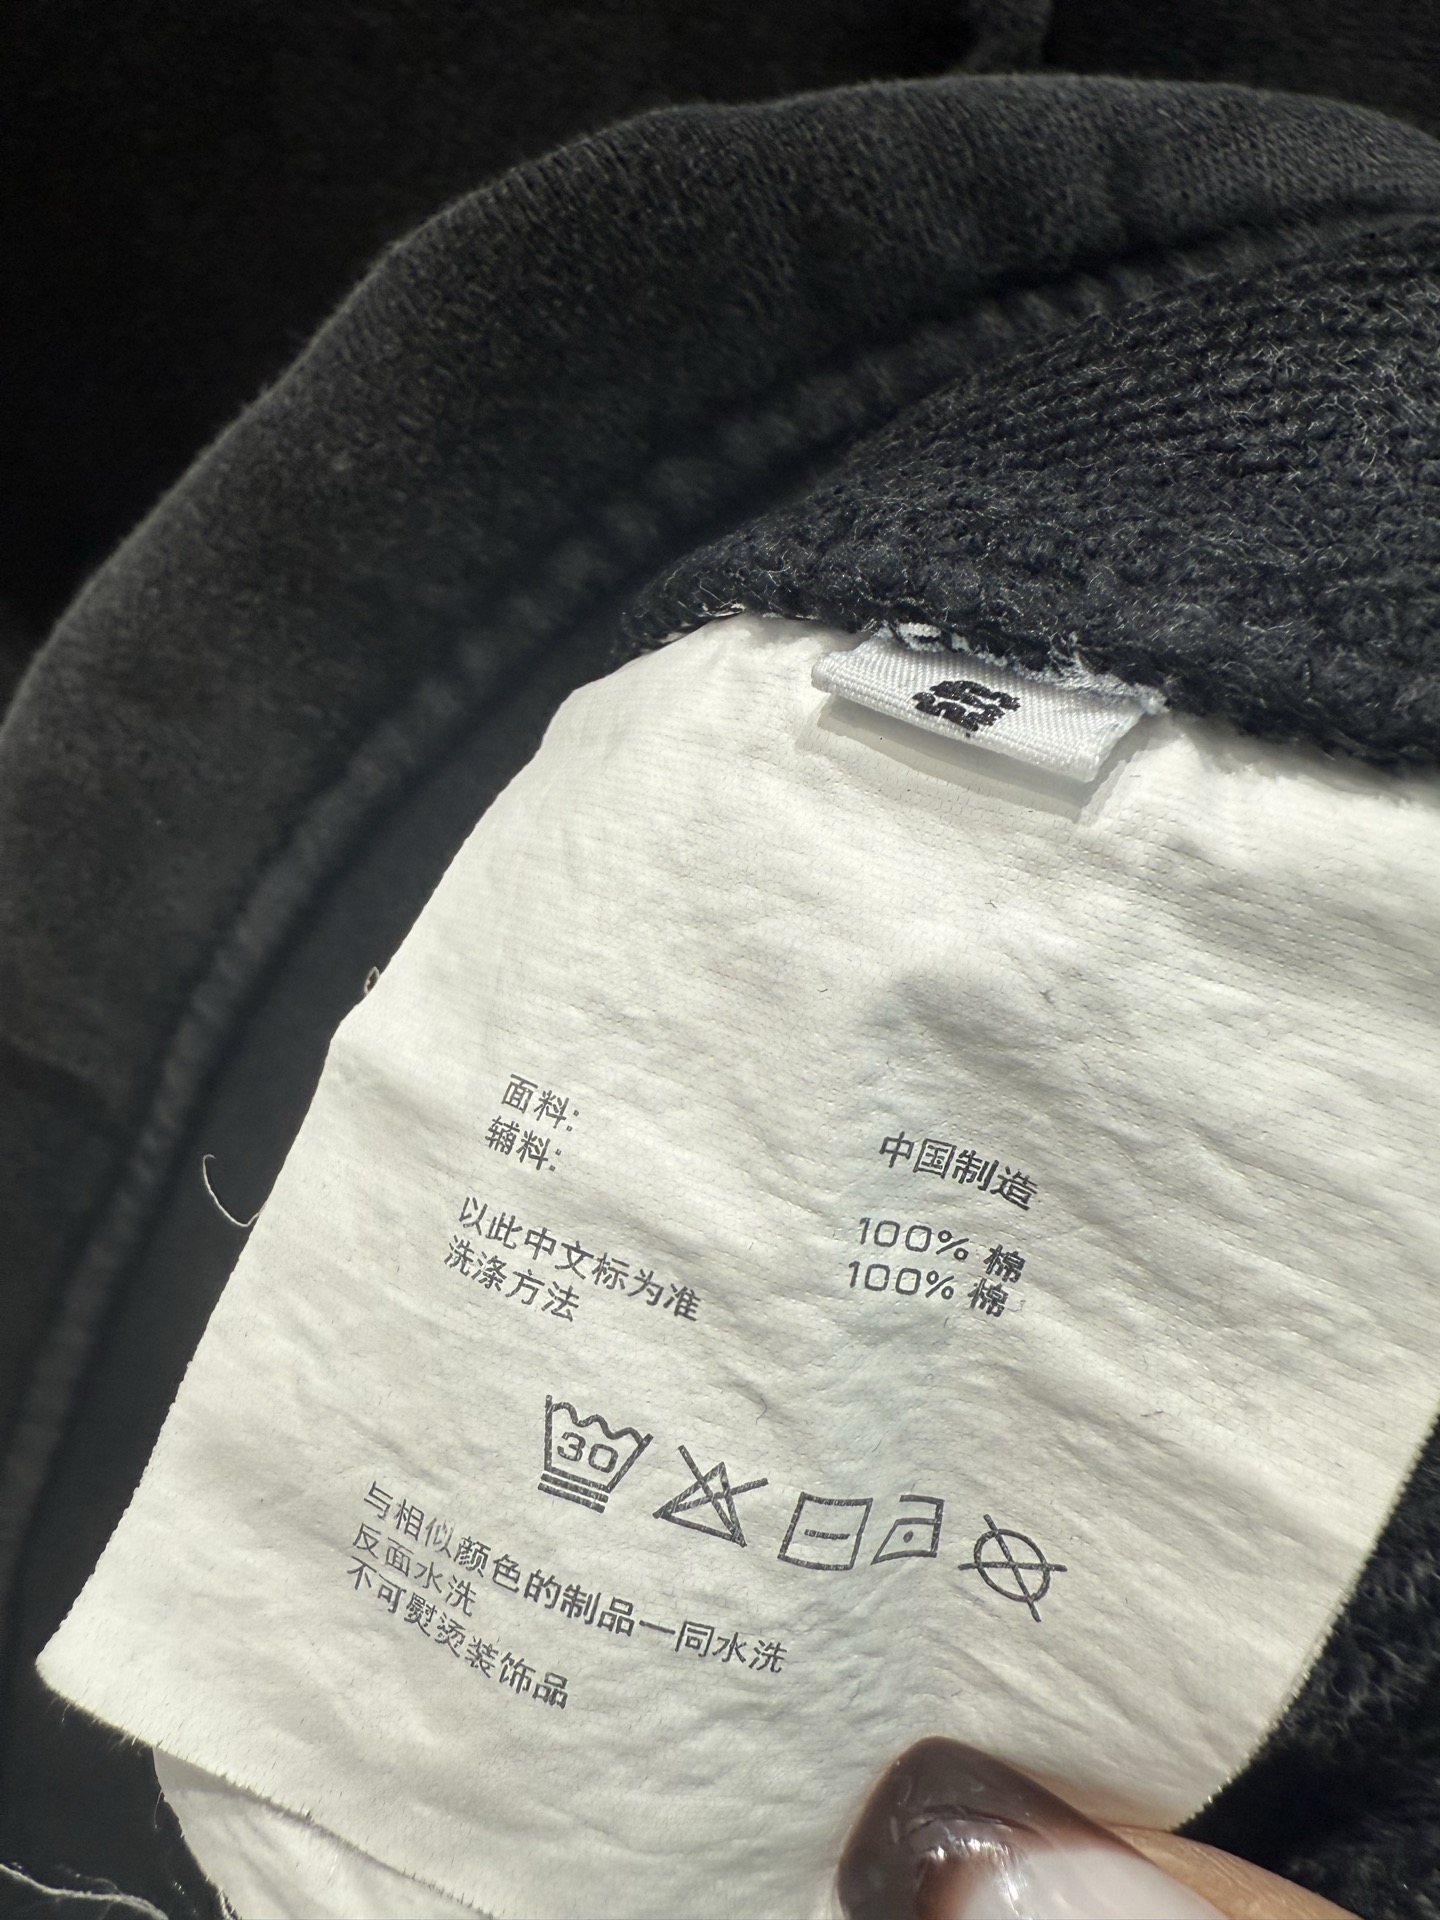 中国制造
面料: 100% 棉
辅料: 100% 棉
以此中文标为准
洗涤方法
30
与相似颜色的制品一同水洗
反面水洗
不可熨烫装饰品